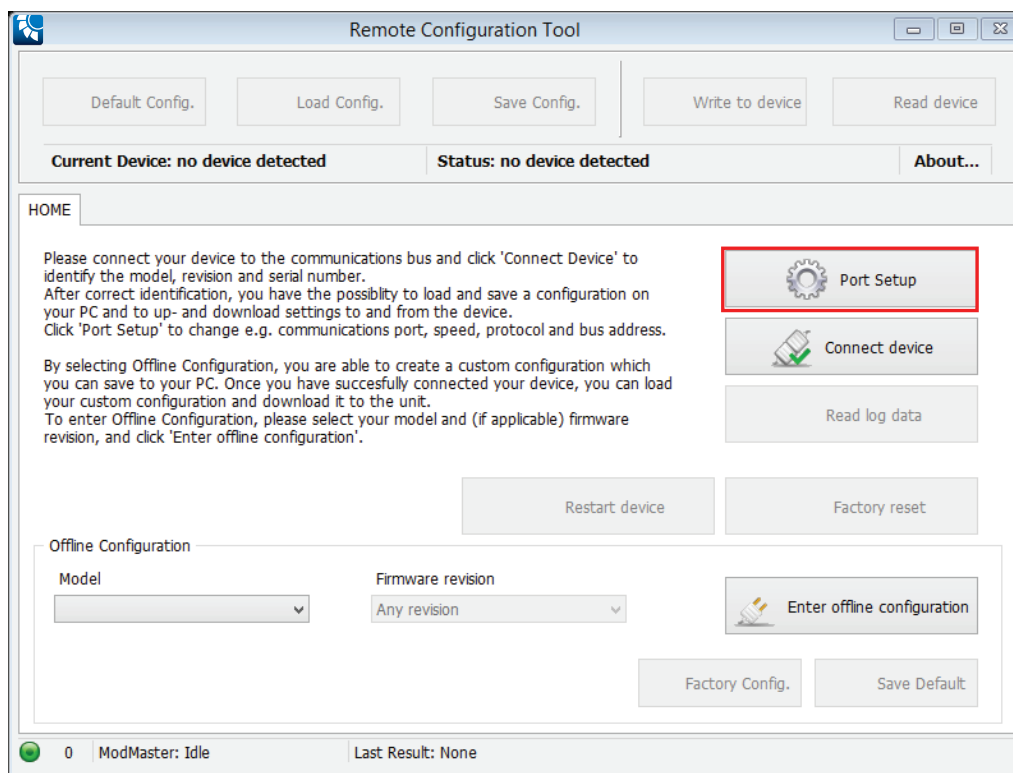 Remote Configuration Tool
Default Config.
Load Config.
Save Config.
Write to device
Read device
Current Device: no device detected
Status: no device detected
About...
HOME
Please connect your device to the communications bus and click 'Connect Device' to
identify the model, revision and serial number.
After correct identification, you have the possiblity to load and save a configuration on
your PC and to up- and download settings to and from the device.
Click 'Port Setup' to change e.g. communications port, speed, protocol and bus address.
By selecting Offline Configuration, you are able to create a custom configuration which
you can save to your PC. Once you have succesfully connected your device, you can load
your custom configuration and download it to the unit.
To enter Offline Configuration, please select your model and (if applicable) firmware
revision, and click 'Enter offline configuration'.
Port Setup
Connect device
Read log data
Restart device
Factory reset
Offline Configuration
Model
Firmware revision
Any revision
Enter offline configuration
Factory Config.
Save Default
0
ModMaster: Idle
Last Result: None